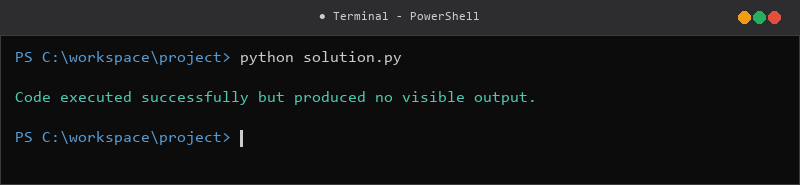 ● Terminal - PowerShell
PS C:\workspace\project> python solution.py
Code executed successfully but produced no visible output.
PS C:\workspace\project>